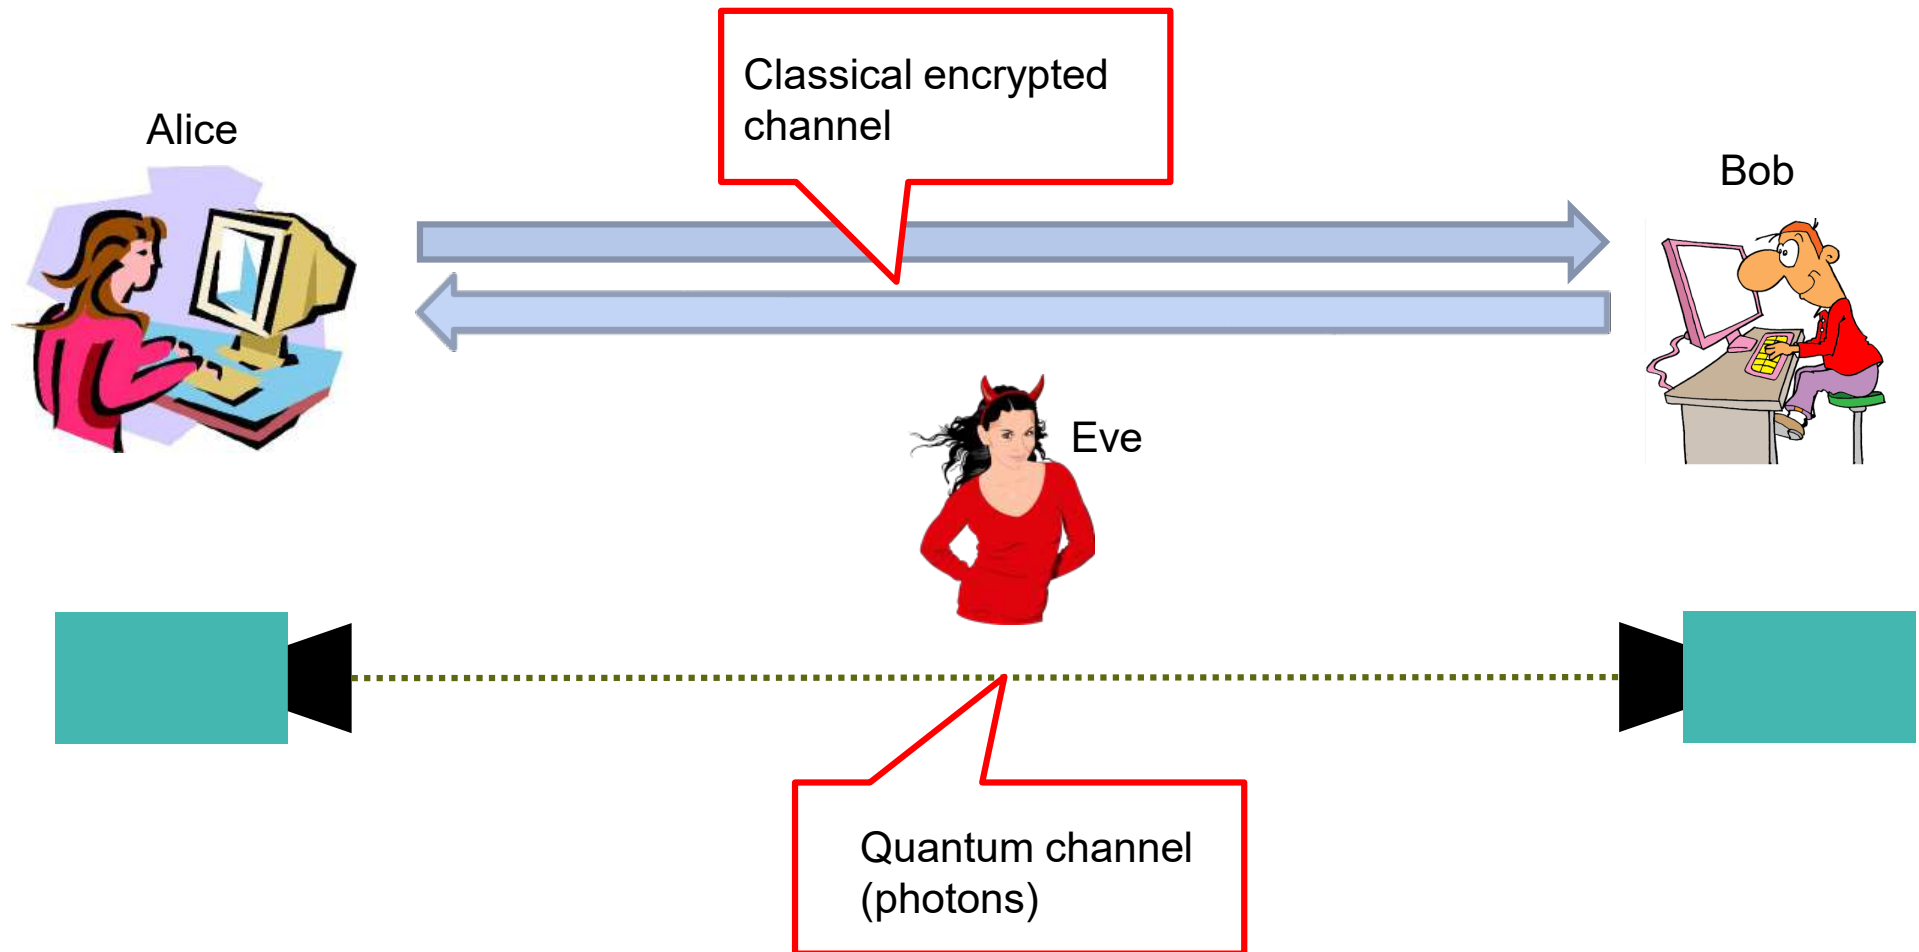 Classical encrypted
channel
Alice
Bob
Eve
Quantum channel
(photons)